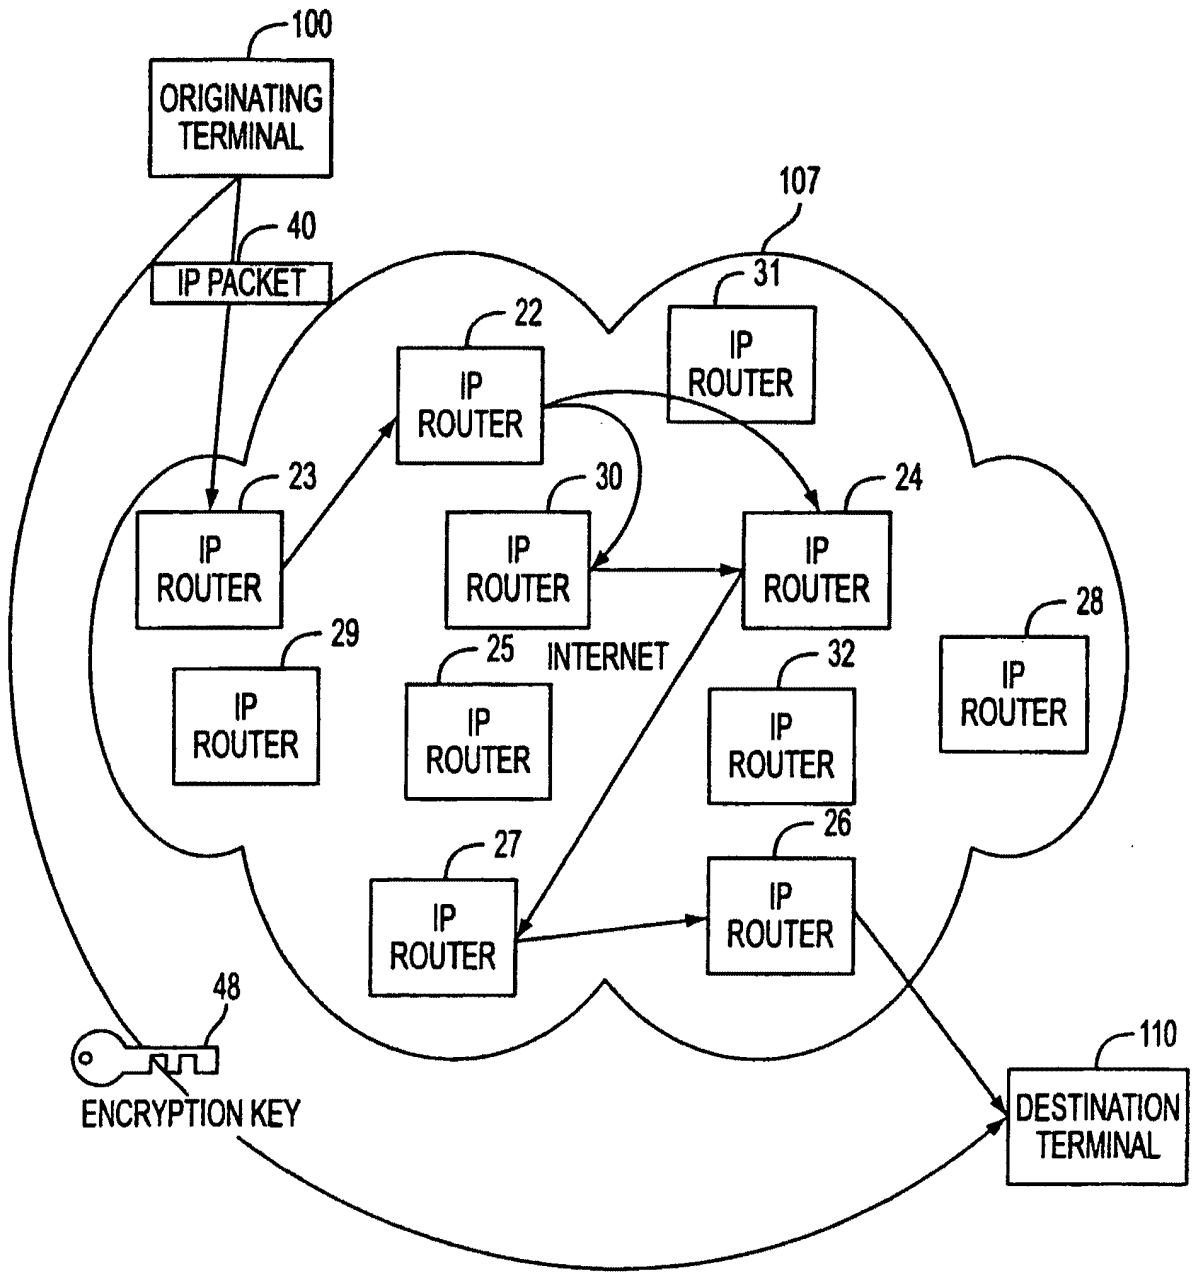 100
ORIGINATING
TERMINAL
107
40
IP PACKET
31
IP
ROUTER
22
IP
ROUTER
23
IP
ROUTER
30
IP
ROUTER
24
IP
ROUTER
28
IP
ROUTER
29
IP
ROUTER
25
INTERNET
IP
ROUTER
32
IP
ROUTER
27
IP
ROUTER
26
IP
ROUTER
48
ENCRYPTION KEY
110
DESTINATION
TERMINAL